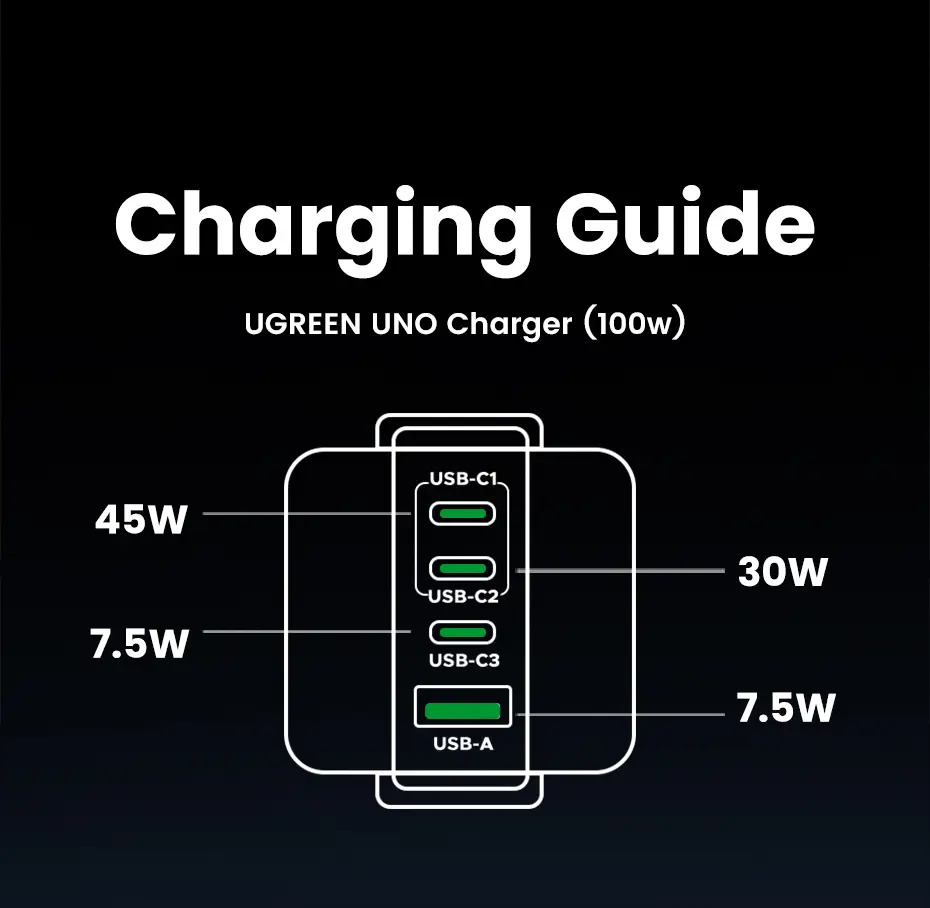 Charging Guide
UGREEN UNO Charger (100w)
USB-C1
45W
30W
USB-C2
7.5W
USB-C3
7.5W
USB-A